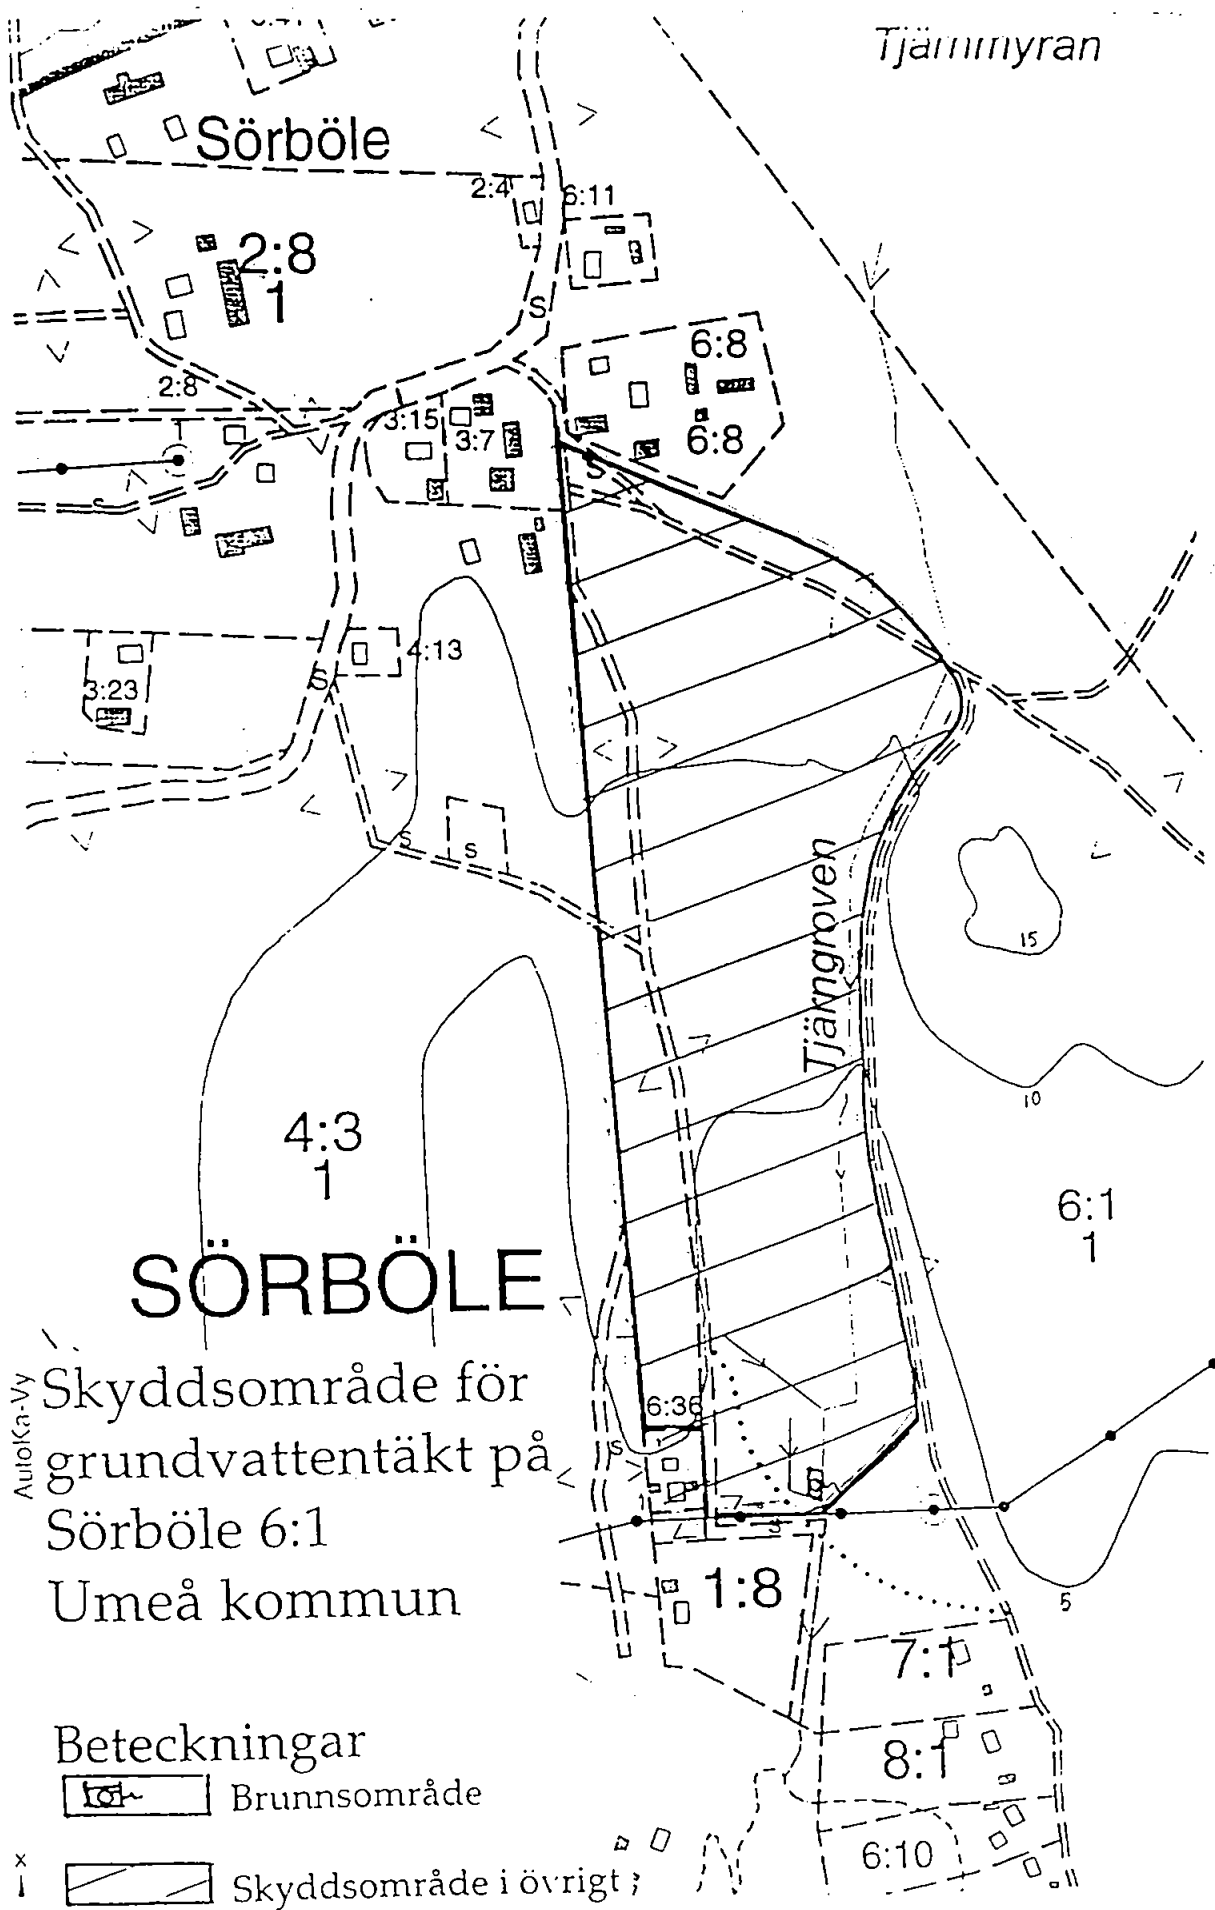 Tjämmyran
Sörböle
2:4
6:11
2:8
1
S
6:8
2:8
3:15
3:7
6:8
S
S
4:13
3:23
S
S
S
Tjärngroven
15
10
4:3
1
6:1
1
SÖRBÖLE
Skyddsområde för
grundvattentäkt på
Sörböle 6:1
Umeå kommun
AutoKa-Vy
6:36
S
1:8
5
7:1
8:1
6:10
Beteckningar
Brunnsområde
x
Skyddsområde i övrigt